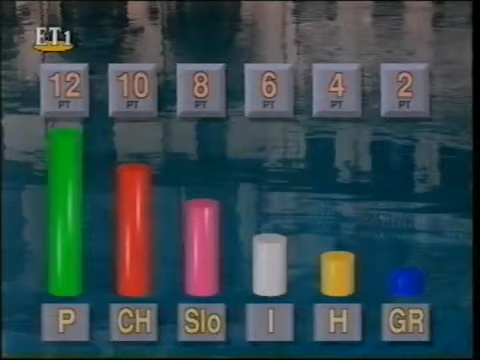 ET1
12 10 8 6 4 2
PT PT PT PT PT PT
P CH Slo I H GR